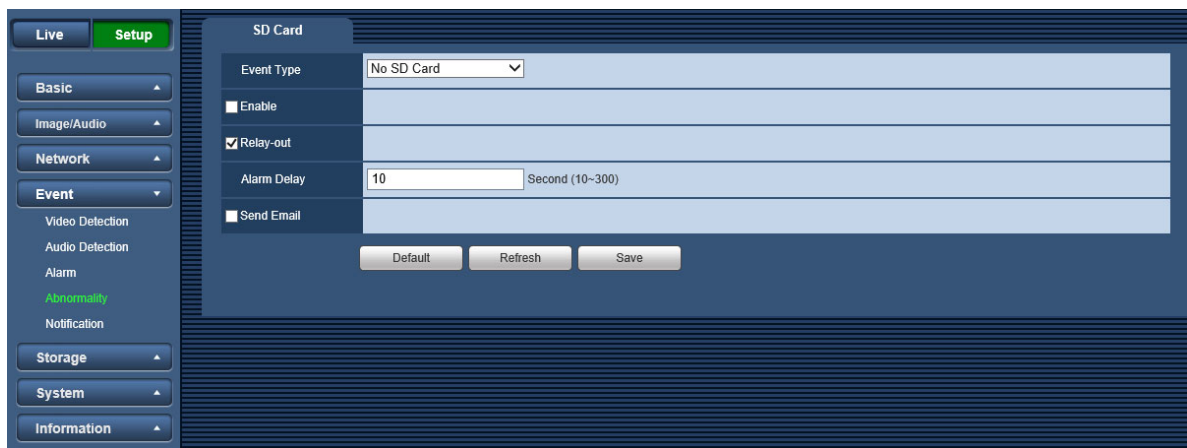 Live Setup
Basic
Image/Audio
Network
Event
Video Detection
Audio Detection
Alarm
Abnormality
Notification
Storage
System
Information
SD Card
Event Type No SD Card
Enable
Relay-out
Alarm Delay 10 Second (10~300)
Send Email
Default Refresh Save